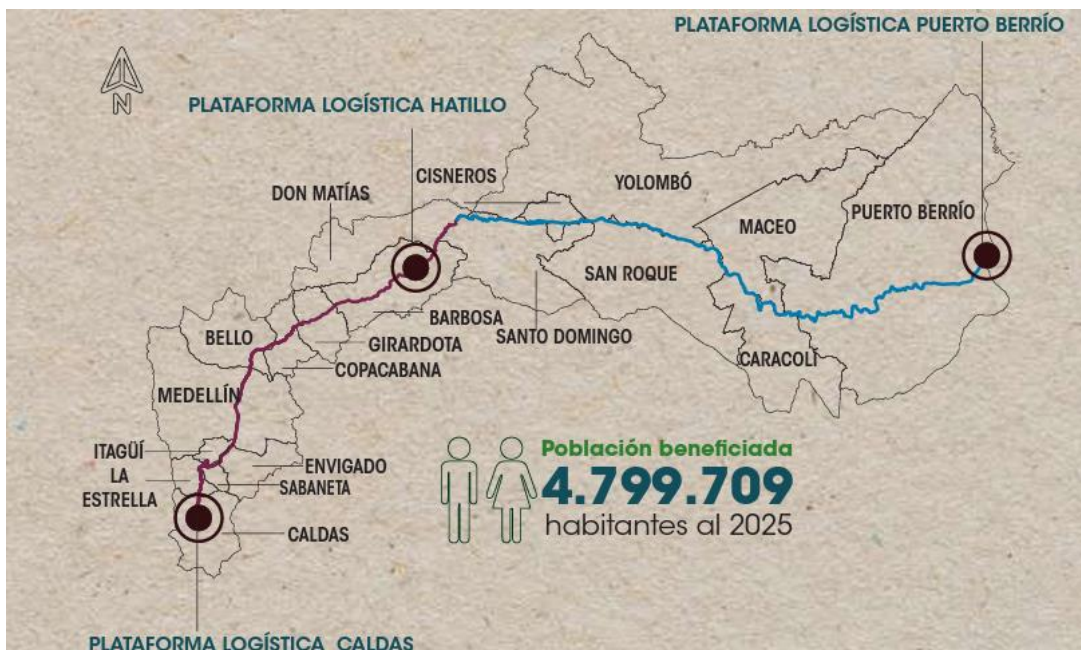 PLATAFORMA LOGÍSTICA PUERTO BERRÍO
N
PLATAFORMA LOGÍSTICA HATILLO
CISNEROS
YOLOMBÓ
DON MATÍAS
PUERTO BERRÍO
MACEO
SAN ROQUE
BARBOSA
SANTO DOMINGO
BELLO
GIRARDOTA
CARACOLÍ
COPACABANA
MEDELLÍN
ITAGÜÍ
LA
ESTRELLA
ENVIGADO
SABANETA
CALDAS
Población beneficiada
4.799.709
habitantes al 2025
PLATAFORMA LOGÍSTICA CALDAS